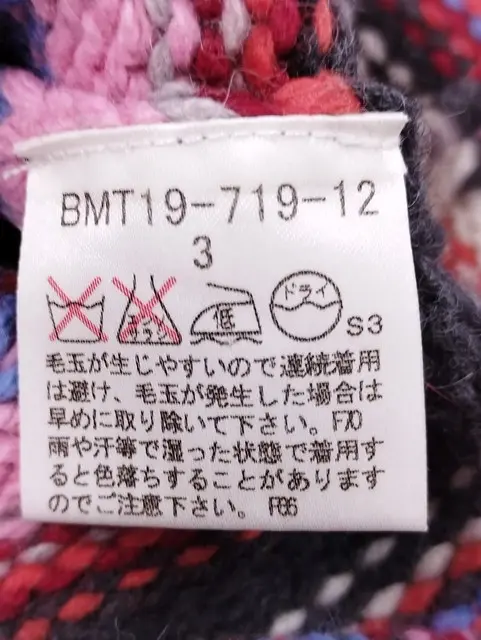 BMT19-719-12
3
低
ドライ
S3
毛玉が生じやすいので連続着用
は避け、毛玉が発生した場合は
早めに取り除いて下さい。F70
雨や汗等で湿った状態で着用す
ると色落ちすることがあります
のでご注意下さい。F86